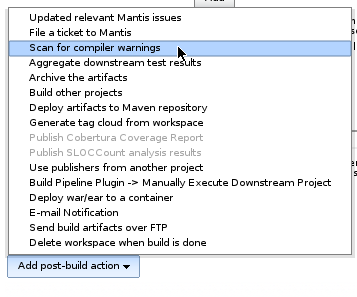 Updated relevant Mantis issues
File a ticket to Mantis
Scan for compiler warnings
Aggregate downstream test results
Archive the artifacts
Build other projects
Deploy artifacts to Maven repository
Generate tag cloud from workspace
Publish Cobertura Coverage Report
Publish SLOCCount analysis results
Use publishers from another project
Build Pipeline Plugin -> Manually Execute Downstream Project
Deploy war/ear to a container
E-mail Notification
Send build artifacts over FTP
Delete workspace when build is done
Add post-build action